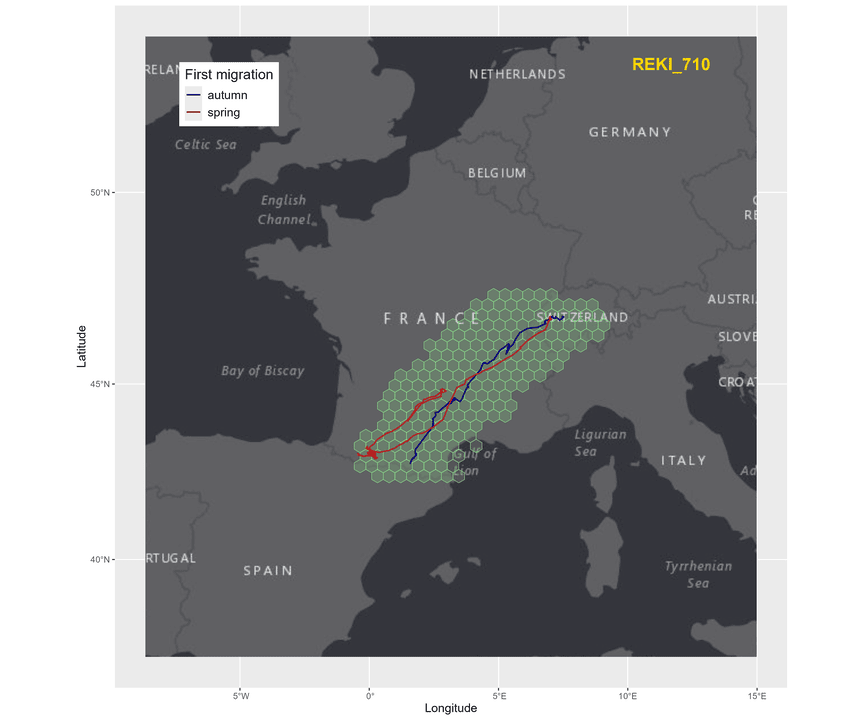 REKI_710
First migration
autumn
spring
RELAN
NETHERLANDS
GERMANY
Celtic Sea
BELGIUM
English
Channel
C
RE
FRANCE
SWITZERLAND
AUSTRI
SLOVE
Bay of Biscay
CROA
Gulf of
Lion
Ligurian
Sea
ITALY
Ad
RTUGAL
SPAIN
Tyrrhenian
Sea
50°N
45°N
40°N
Latitude
5°W
0°
5°E
10°E
15°E
Longitude